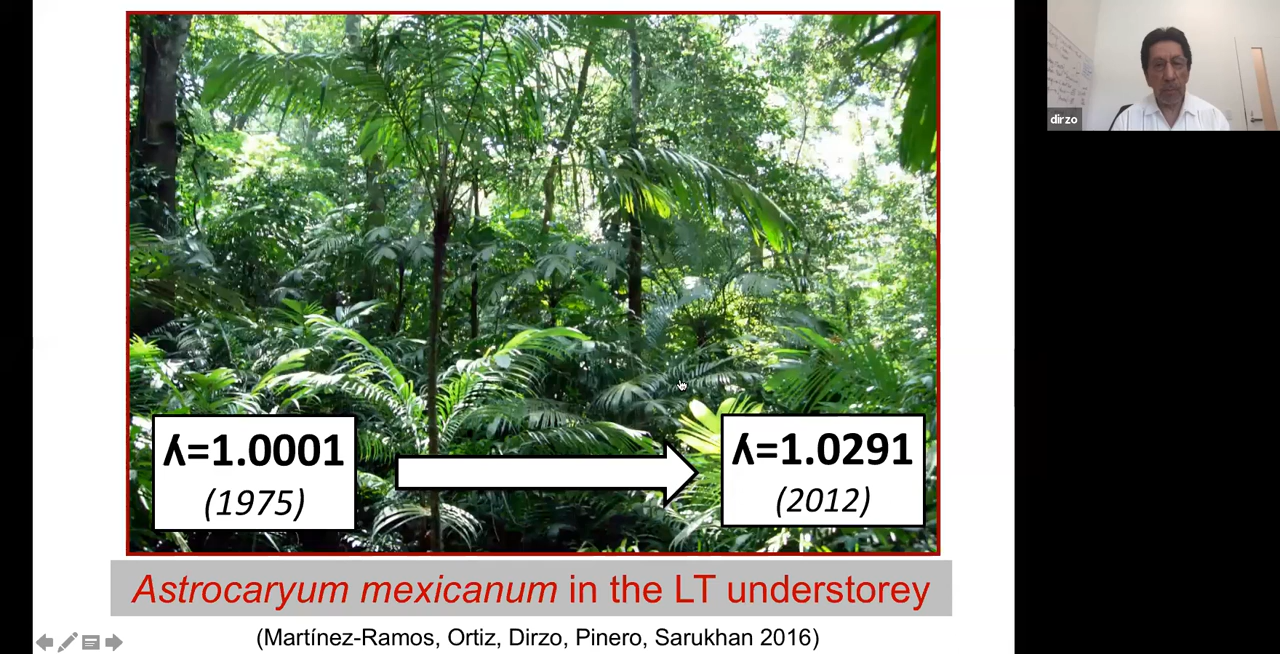 λ=1.0001
(1975)
λ=1.0291
(2012)
Astrocaryum mexicanum in the LT understorey
(Martínez-Ramos, Ortiz, Dirzo, Pinero, Sarukhan 2016)
dirzo